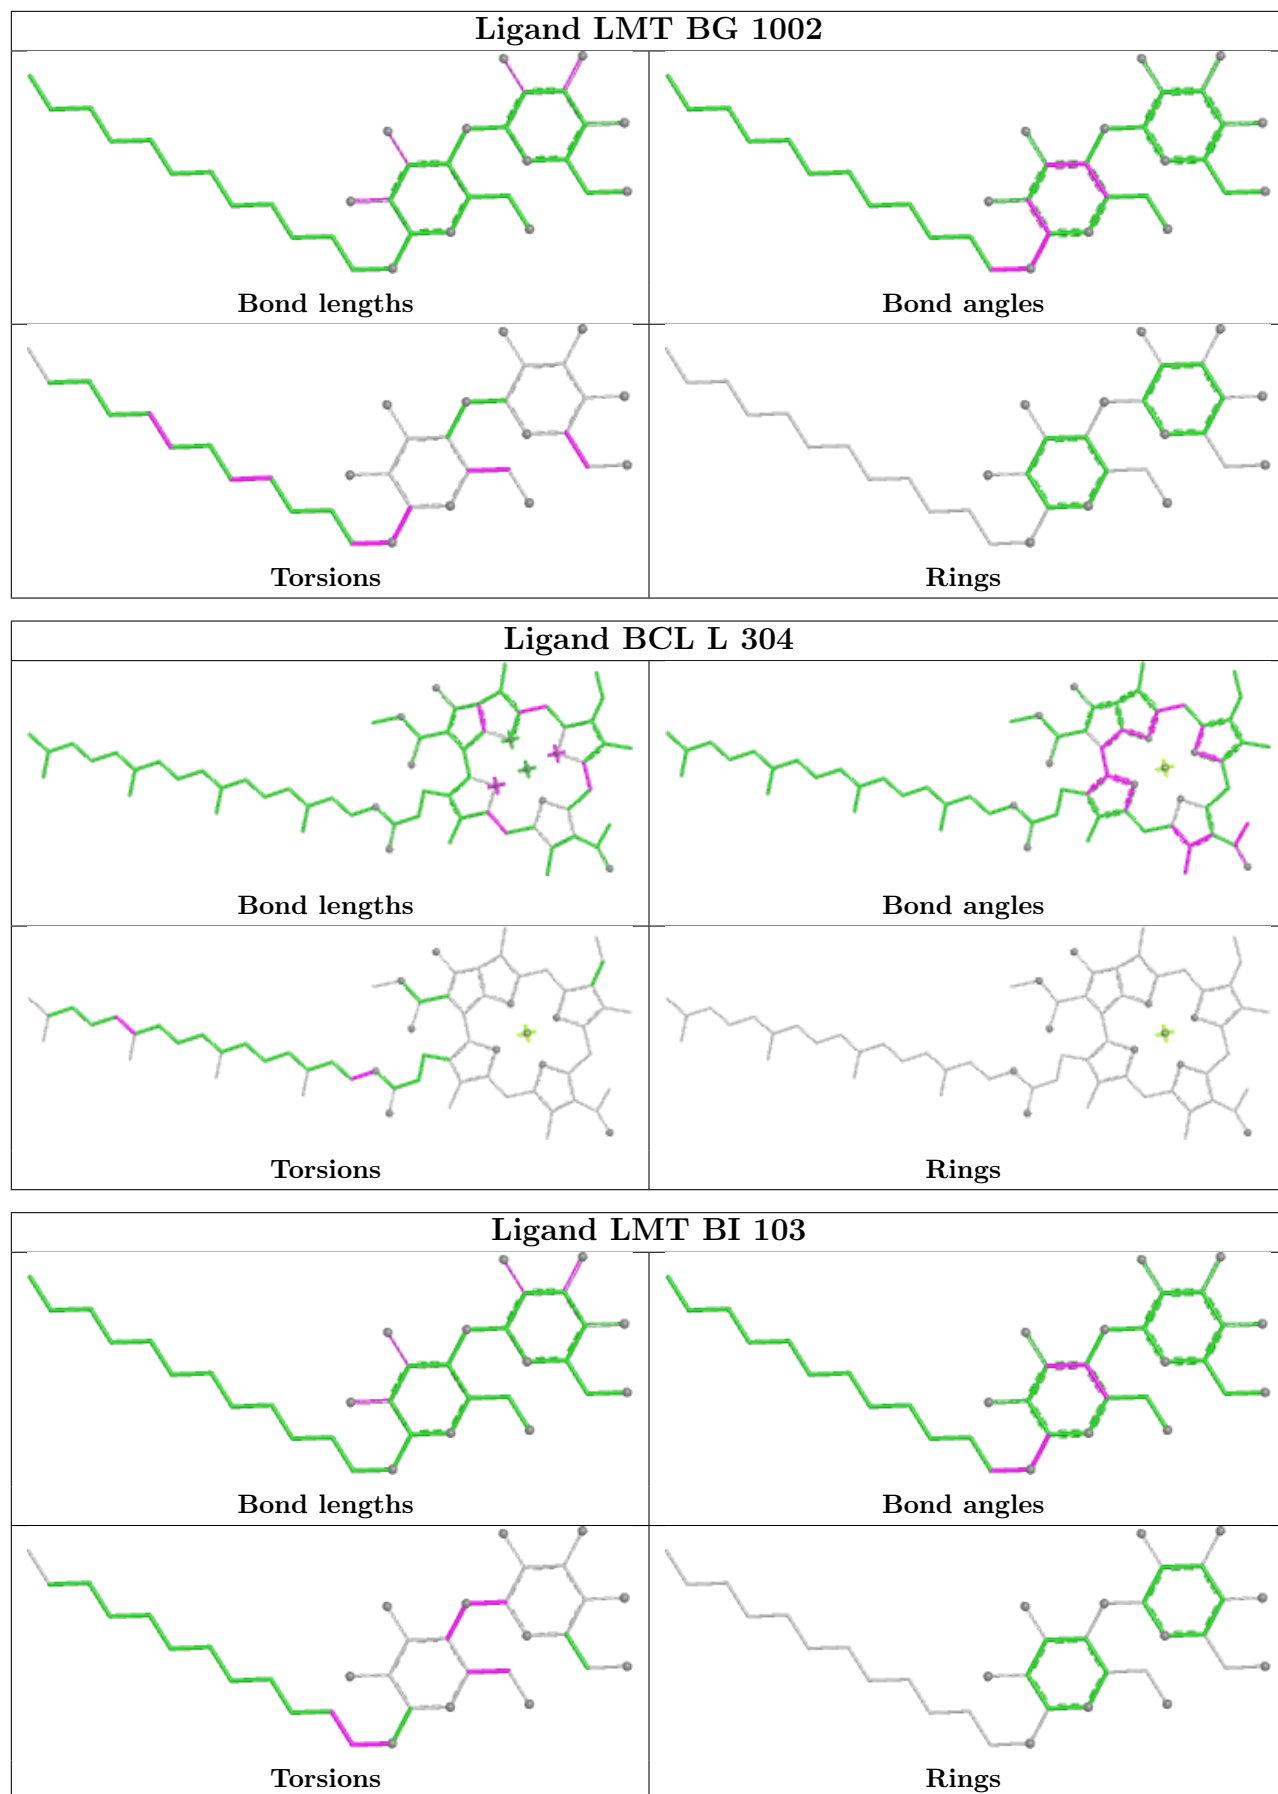 Ligand LMT BG 1002
Bond lengths
Bond angles
Torsions
Rings
Ligand BCL L 304
Bond lengths
Bond angles
Torsions
Rings
Ligand LMT BI 103
Bond lengths
Bond angles
Torsions
Rings